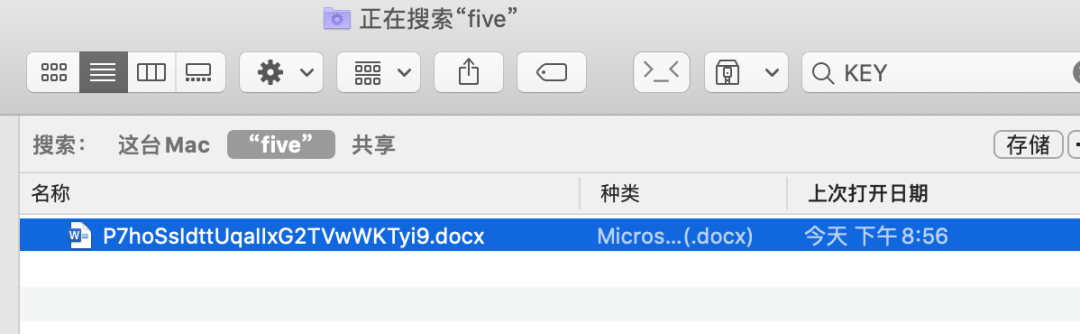 正在搜索“five”
KEY
搜索： 这台 Mac “five” 共享 存储
名称 种类 上次打开日期
P7hoSsIdttUqaIlxG2TVwWKTyi9.docx Micros...(.docx) 今天 下午 8:56